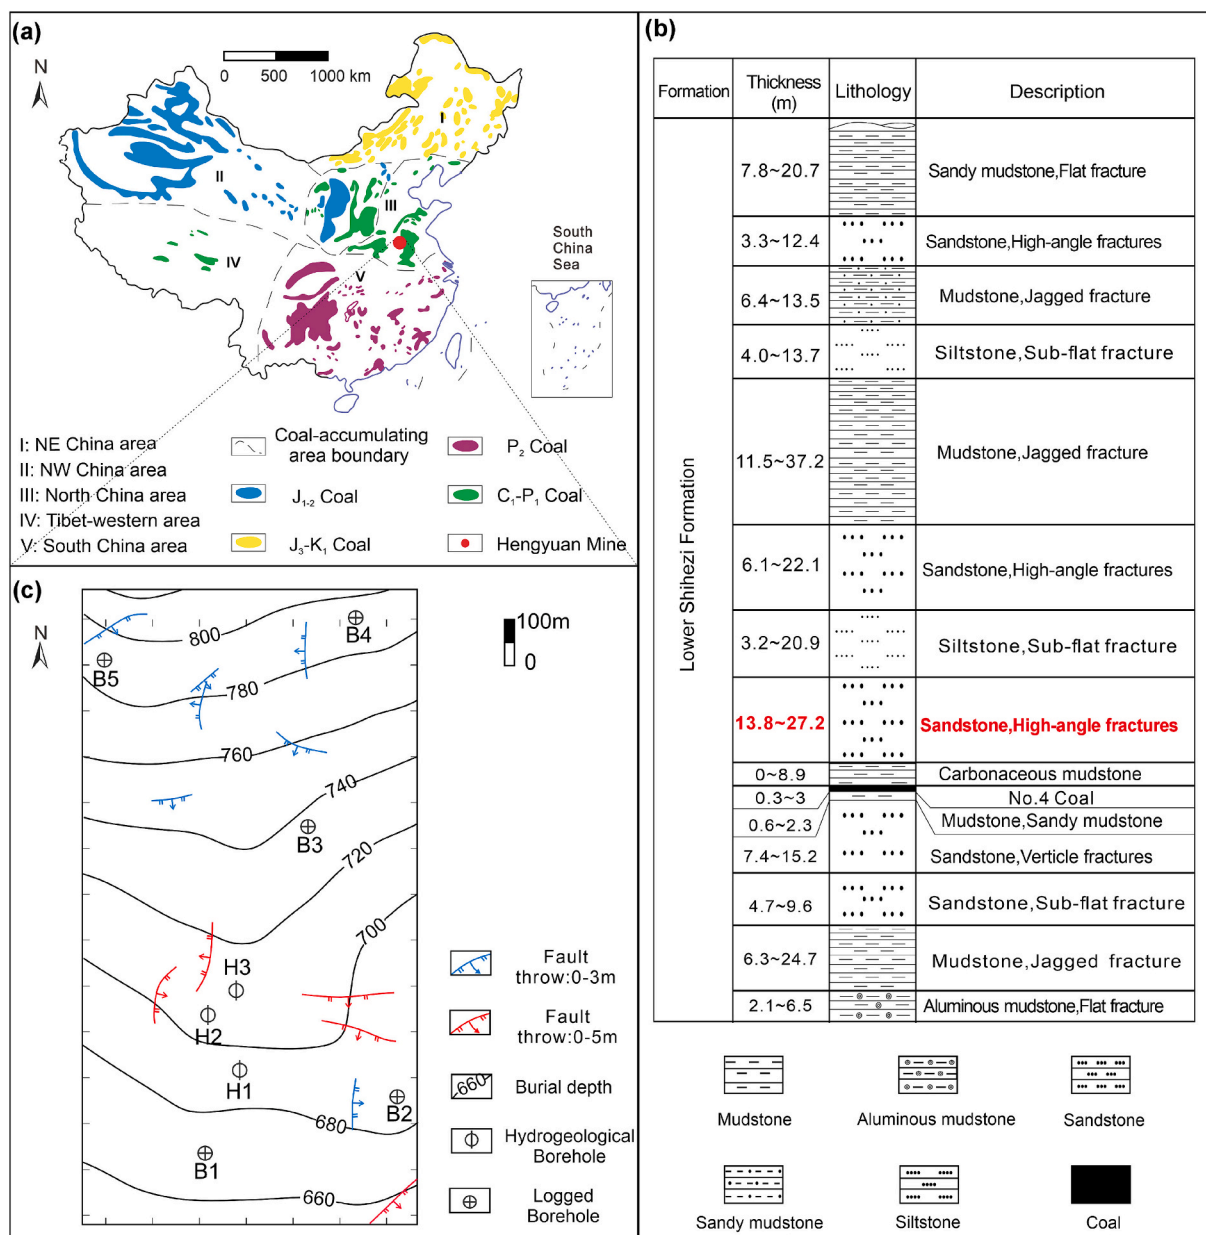 (a)
N
0 500 1000 km
I
II
III
IV
V
South
China
Sea
I: NE China area
II: NW China area
III: North China area
IV: Tibet-western area
V: South China area
Coal-accumulating
area boundary
J₁₋₂ Coal
J₃-K₁ Coal
P₂ Coal
C₁-P₁ Coal
Hengyuan Mine
(b)
Formation Thickness (m) Lithology Description
Lower Shihezi Formation
7.8~20.7 Sandy mudstone,Flat fracture
3.3~12.4 Sandstone,High-angle fractures
6.4~13.5 Mudstone,Jagged fracture
4.0~13.7 Siltstone,Sub-flat fracture
11.5~37.2 Mudstone,Jagged fracture
6.1~22.1 Sandstone,High-angle fractures
3.2~20.9 Siltstone,Sub-flat fracture
13.8~27.2 Sandstone,High-angle fractures
0~8.9 Carbonaceous mudstone
0.3~3 No.4 Coal
0.6~2.3 Mudstone,Sandy mudstone
7.4~15.2 Sandstone,Verticle fractures
4.7~9.6 Sandstone,Sub-flat fracture
6.3~24.7 Mudstone,Jagged fracture
2.1~6.5 Aluminous mudstone,Flat fracture
Mudstone
Aluminous mudstone
Sandstone
Sandy mudstone
Siltstone
Coal
(c)
N
100m
0
800
B4
B5
780
760
740
B3
720
700
H3
H2
H1
B2
680
B1
660
Fault
throw:0-3m
Fault
throw:0-5m
660
Burial depth
Hydrogeological
Borehole
Logged
Borehole